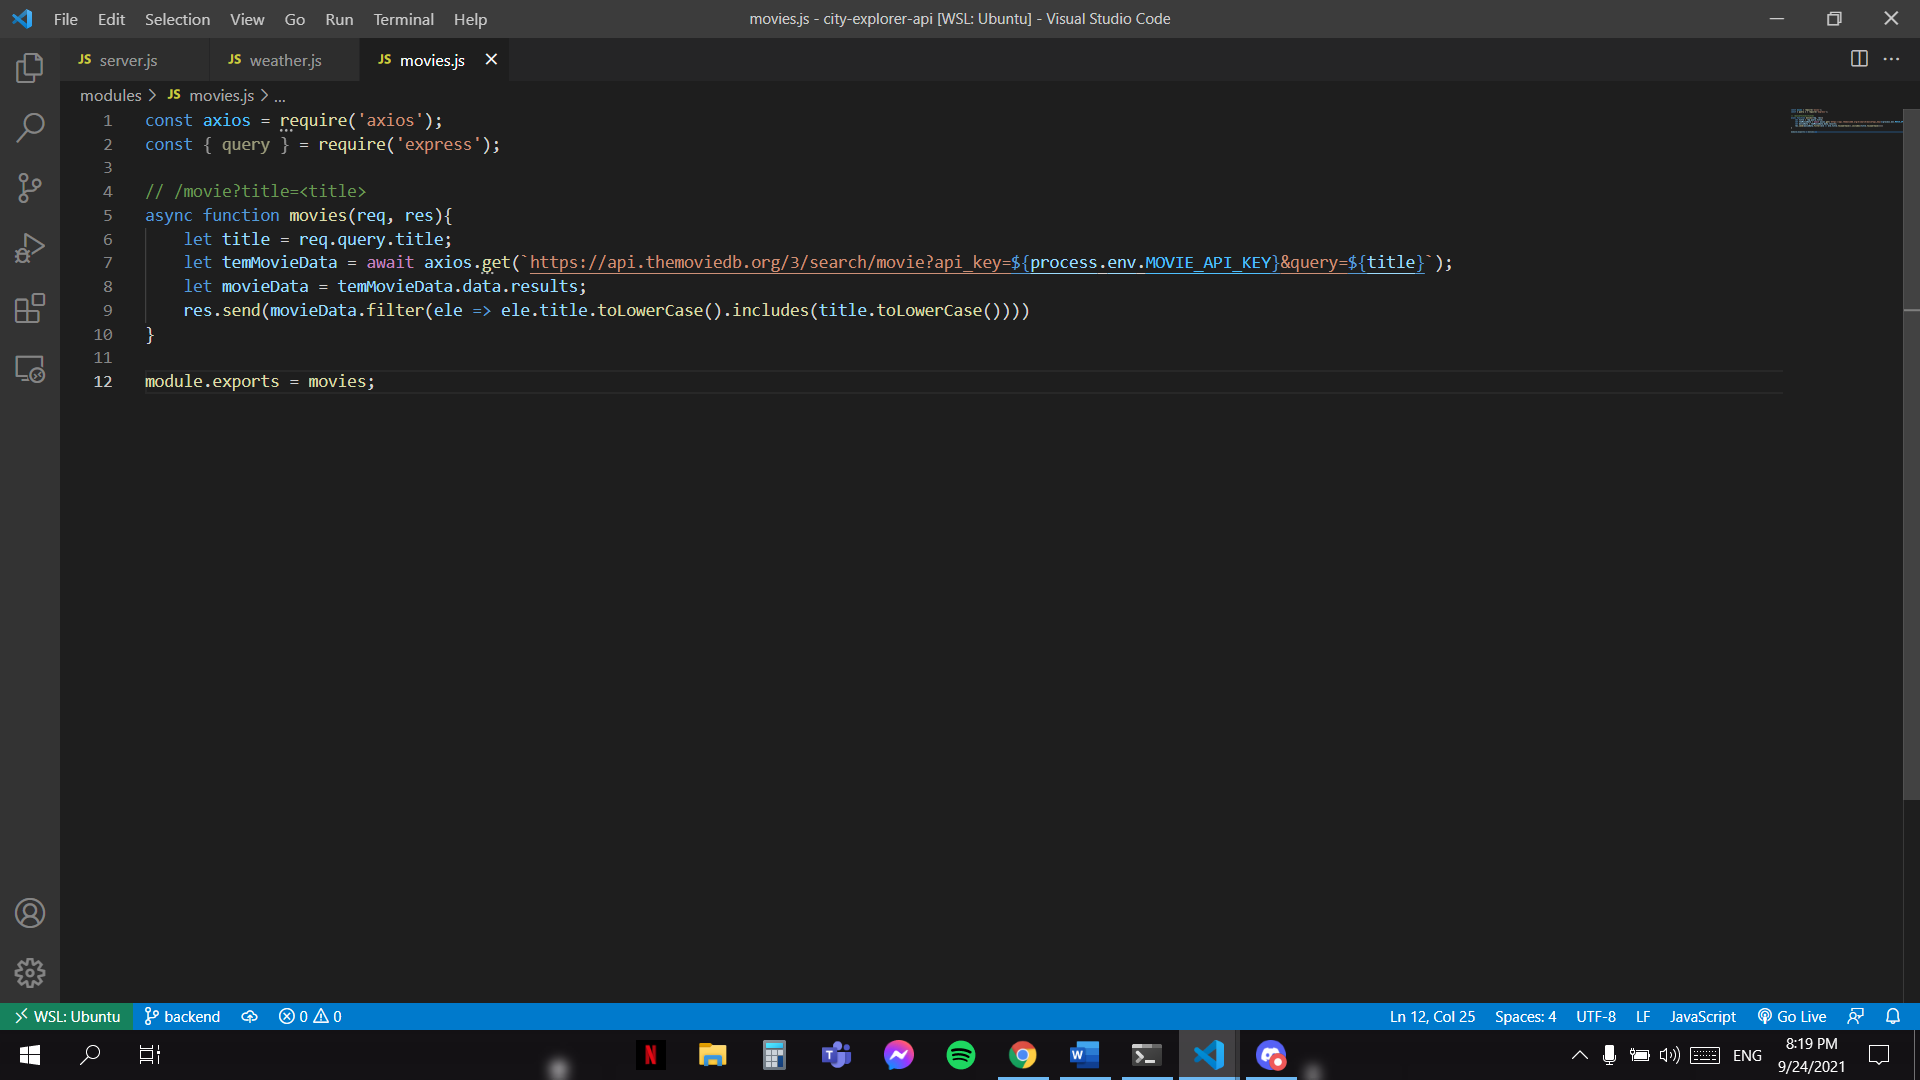 File Edit Selection View Go Run Terminal Help
movies.js - city-explorer-api [WSL: Ubuntu] - Visual Studio Code
JS server.js
JS weather.js
JS movies.js
modules > JS movies.js > ...
1 const axios = require('axios');
2 const { query } = require('express');
3
4 // /movie?title=<title>
5 async function movies(req, res){
6 let title = req.query.title;
7 let temMovieData = await axios.get(`https://api.themoviedb.org/3/search/movie?api_key=${process.env.MOVIE_API_KEY}&query=${title}`);
8 let movieData = temMovieData.data.results;
9 res.send(movieData.filter(ele => ele.title.toLowerCase().includes(title.toLowerCase())))
10 }
11
12 module.exports = movies;
WSL: Ubuntu backend 0 0 Ln 12, Col 25 Spaces: 4 UTF-8 LF JavaScript Go Live
N
T
W
ENG
8:19 PM
9/24/2021